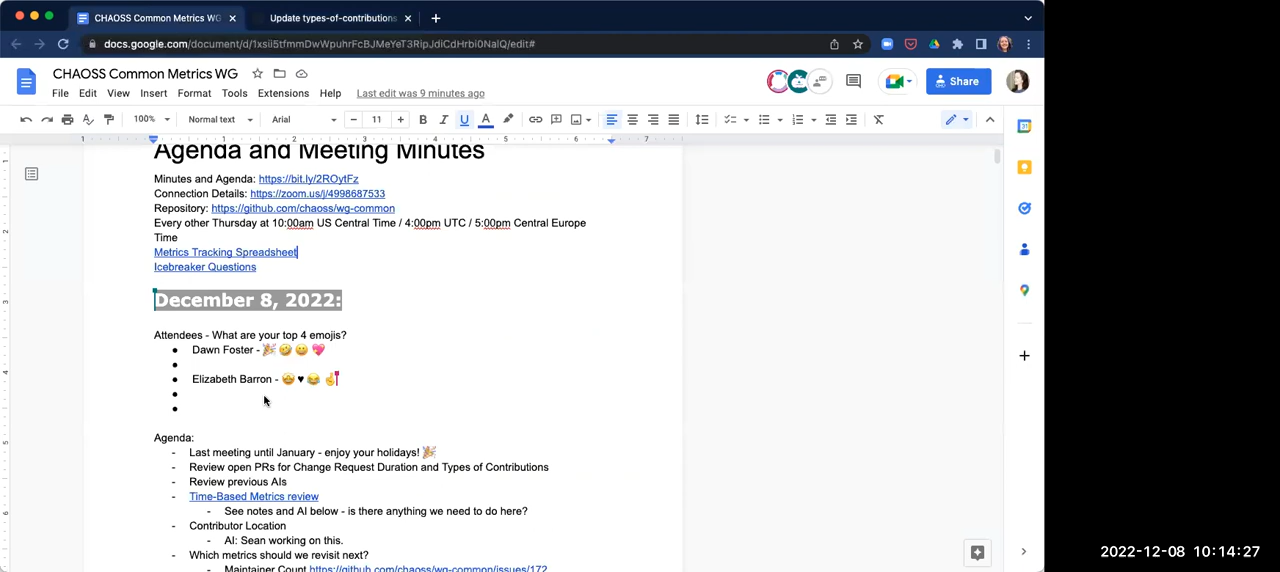 CHAOSS Common Metrics WG
Update types-of-contributions
docs.google.com/document/d/1xsii5tfmmDwWpuhrFcBJMeYeT3RipJdiCdHrbi0NalQ/edit#
CHAOSS Common Metrics WG
File Edit View Insert Format Tools Extensions Help Last edit was 9 minutes ago
Share
100% Normal text Arial 11
1 1 2 3 4 5 6 7
Agenda and Meeting Minutes
Minutes and Agenda: https://bit.ly/2ROytFz
Connection Details: https://zoom.us/j/4998687533
Repository: https://github.com/chaoss/wg-common
Every other Thursday at 10:00am US Central Time / 4:00pm UTC / 5:00pm Central Europe
Time
Metrics Tracking Spreadsheet
Icebreaker Questions
December 8, 2022:
Attendees - What are your top 4 emojis?
● Dawn Foster - 🎉 🤣 😀 💖
●
● Elizabeth Barron - 🤩 ♥ 😂 🤞
●
●
Agenda:
- Last meeting until January - enjoy your holidays! 🎉
- Review open PRs for Change Request Duration and Types of Contributions
- Review previous AIs
- Time-Based Metrics review
- See notes and AI below - is there anything we need to do here?
- Contributor Location
- AI: Sean working on this.
- Which metrics should we revisit next?
- Maintainer Count https://github.com/chaoss/wg-common/issues/172
2022-12-08 10:14:27